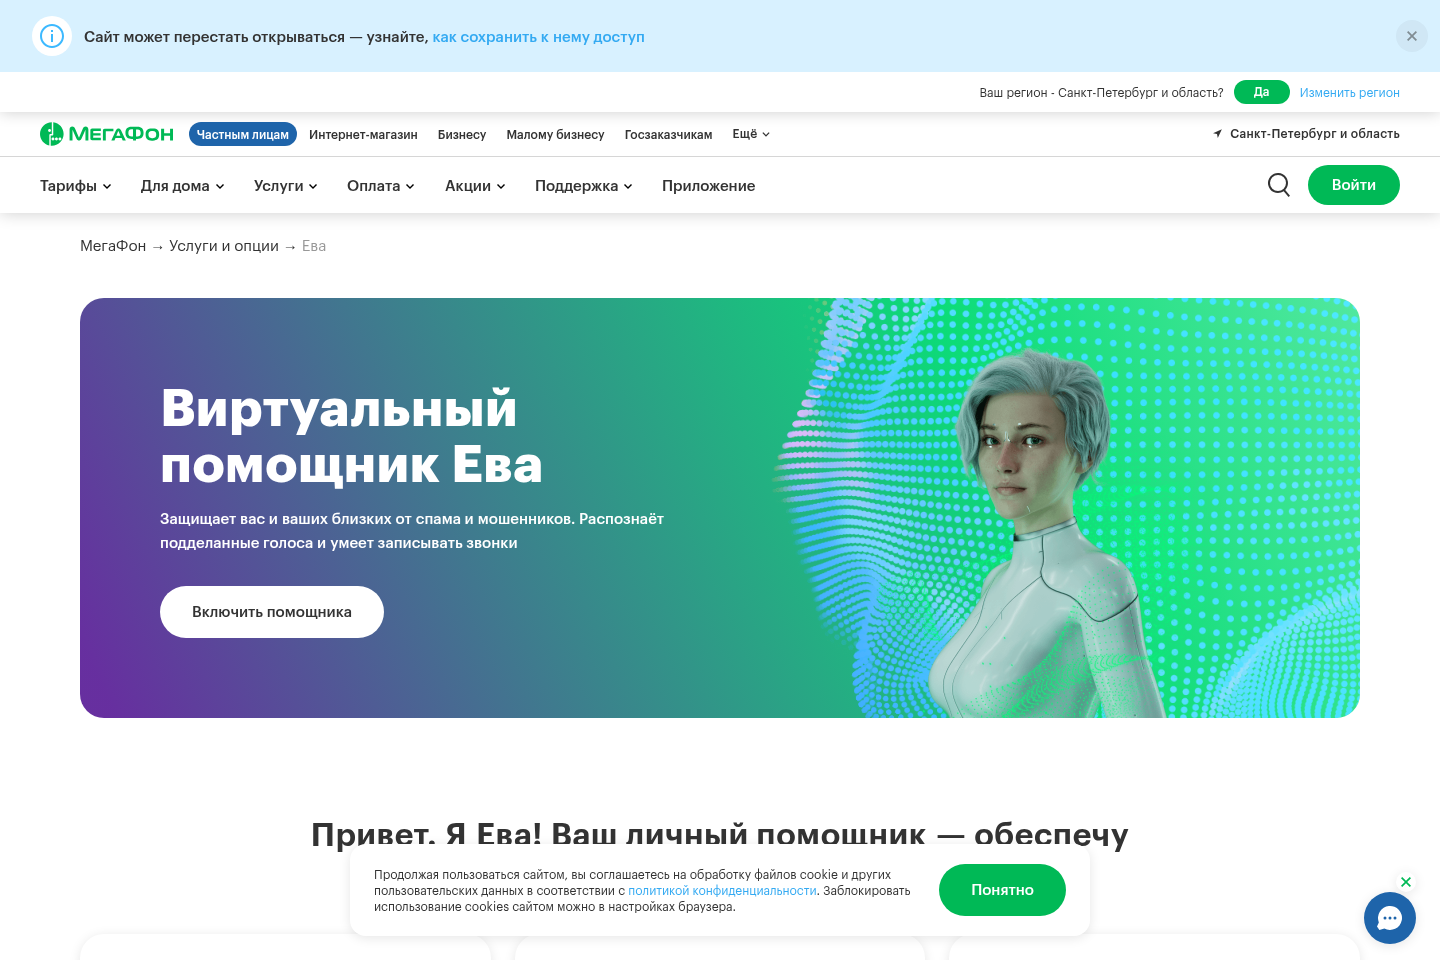 Сайт может перестать открываться — узнайте, как сохранить к нему доступ
Ваш регион - Санкт-Петербург и область?
Да
Изменить регион
МЕГАФОН
Частным лицам
Интернет-магазин
Бизнесу
Малому бизнесу
Госзаказчикам
Ещё
Санкт-Петербург и область
Тарифы
Для дома
Услуги
Оплата
Акции
Поддержка
Приложение
Войти
МегаФон → Услуги и опции → Ева
Виртуальный
помощник Ева
Защищает вас и ваших близких от спама и мошенников. Распознаёт
подделанные голоса и умеет записывать звонки
Включить помощника
Привет. Я Ева! Ваш личный помощник — обеспечу
Продолжая пользоваться сайтом, вы соглашаетесь на обработку файлов cookie и других
пользовательских данных в соответствии с политикой конфиденциальности. Заблокировать
использование cookies сайтом можно в настройках браузера.
Понятно